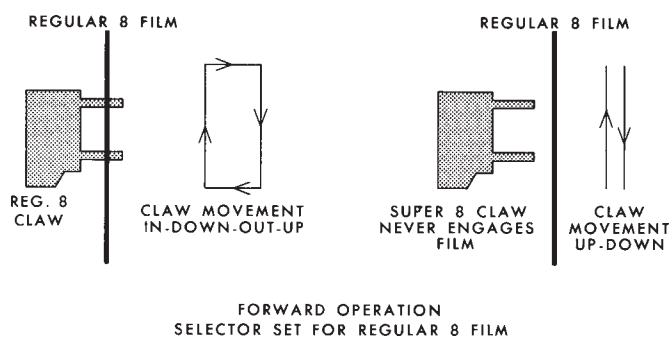 REGULAR 8 FILM
REG. 8
CLAW
CLAW MOVEMENT
IN-DOWN-OUT-UP
REGULAR 8 FILM
SUPER 8 CLAW
NEVER ENGAGES
FILM
CLAW
MOVEMENT
UP-DOWN
FORWARD OPERATION
SELECTOR SET FOR REGULAR 8 FILM